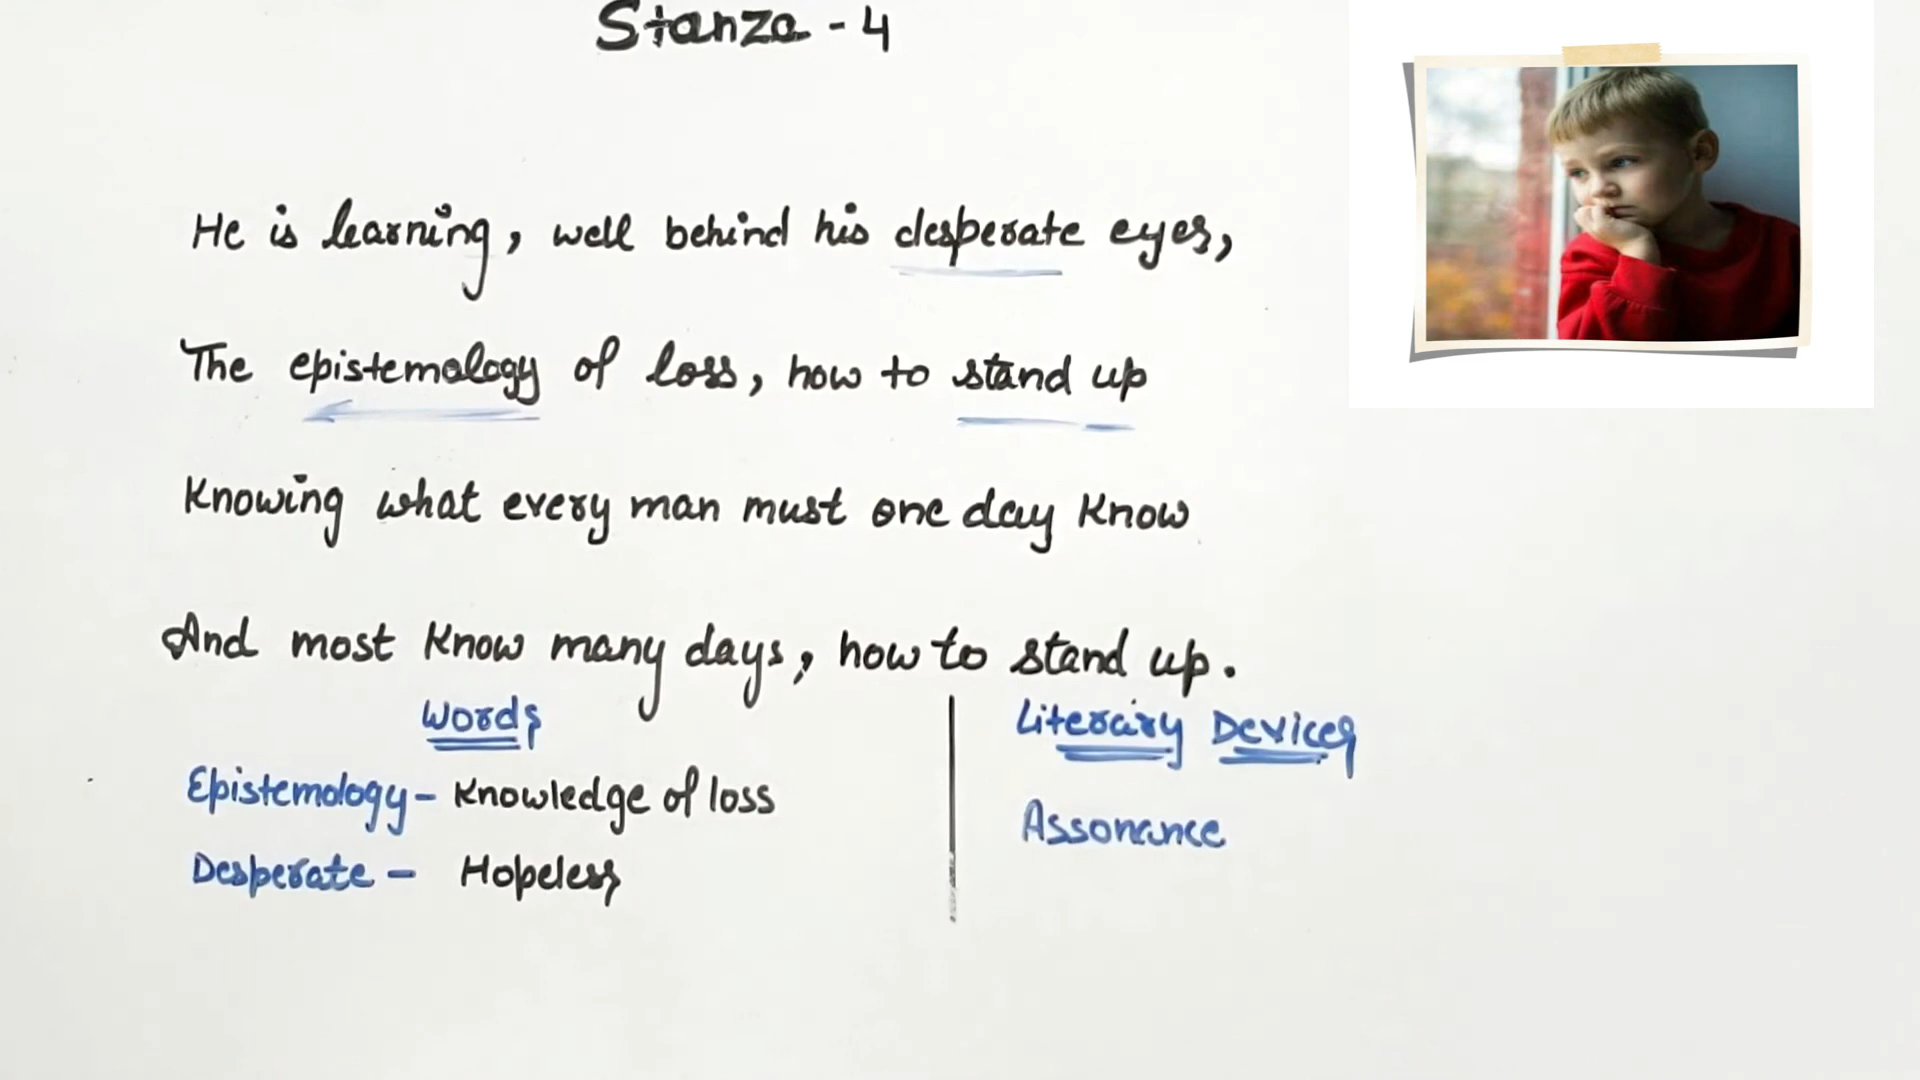 Stanza - 4
He is learning, well behind his desperate eyes,
The epistemology of loss, how to stand up
Knowing what every man must one day know
And most know many days, how to stand up.
Words
Epistemology - Knowledge of loss
Desperate - Hopeless
Literary Devices
Assonance